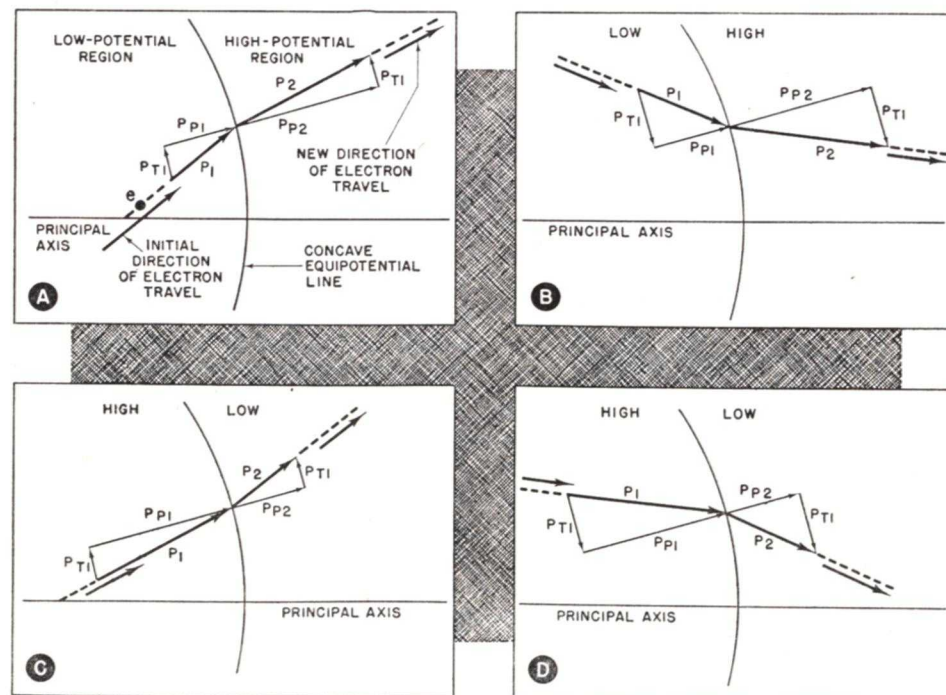 LOW-POTENTIAL
REGION
HIGH-POTENTIAL
REGION
P2
PT1
PP1
PP2
PT1
P1
e
NEW DIRECTION
OF ELECTRON
TRAVEL
PRINCIPAL
AXIS
INITIAL
DIRECTION
OF ELECTRON
TRAVEL
CONCAVE
EQUIPOTENTIAL
LINE
A
LOW
HIGH
P1
PP2
PT1
PT1
PP1
P2
PRINCIPAL AXIS
B
HIGH
LOW
P2
PT1
PP1
PP2
PT1
P1
PRINCIPAL AXIS
C
HIGH
LOW
P1
PP2
PT1
PT1
PP1
P2
PRINCIPAL AXIS
D